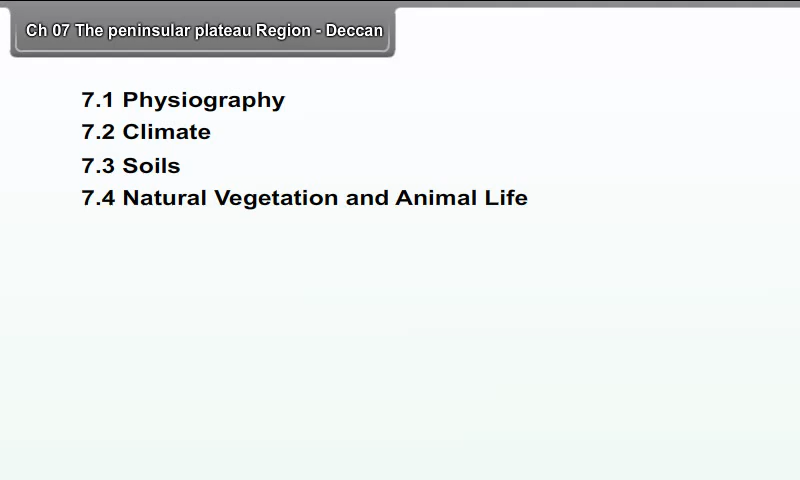 Ch 07 The peninsular plateau Region - Deccan
7.1 Physiography
7.2 Climate
7.3 Soils
7.4 Natural Vegetation and Animal Life